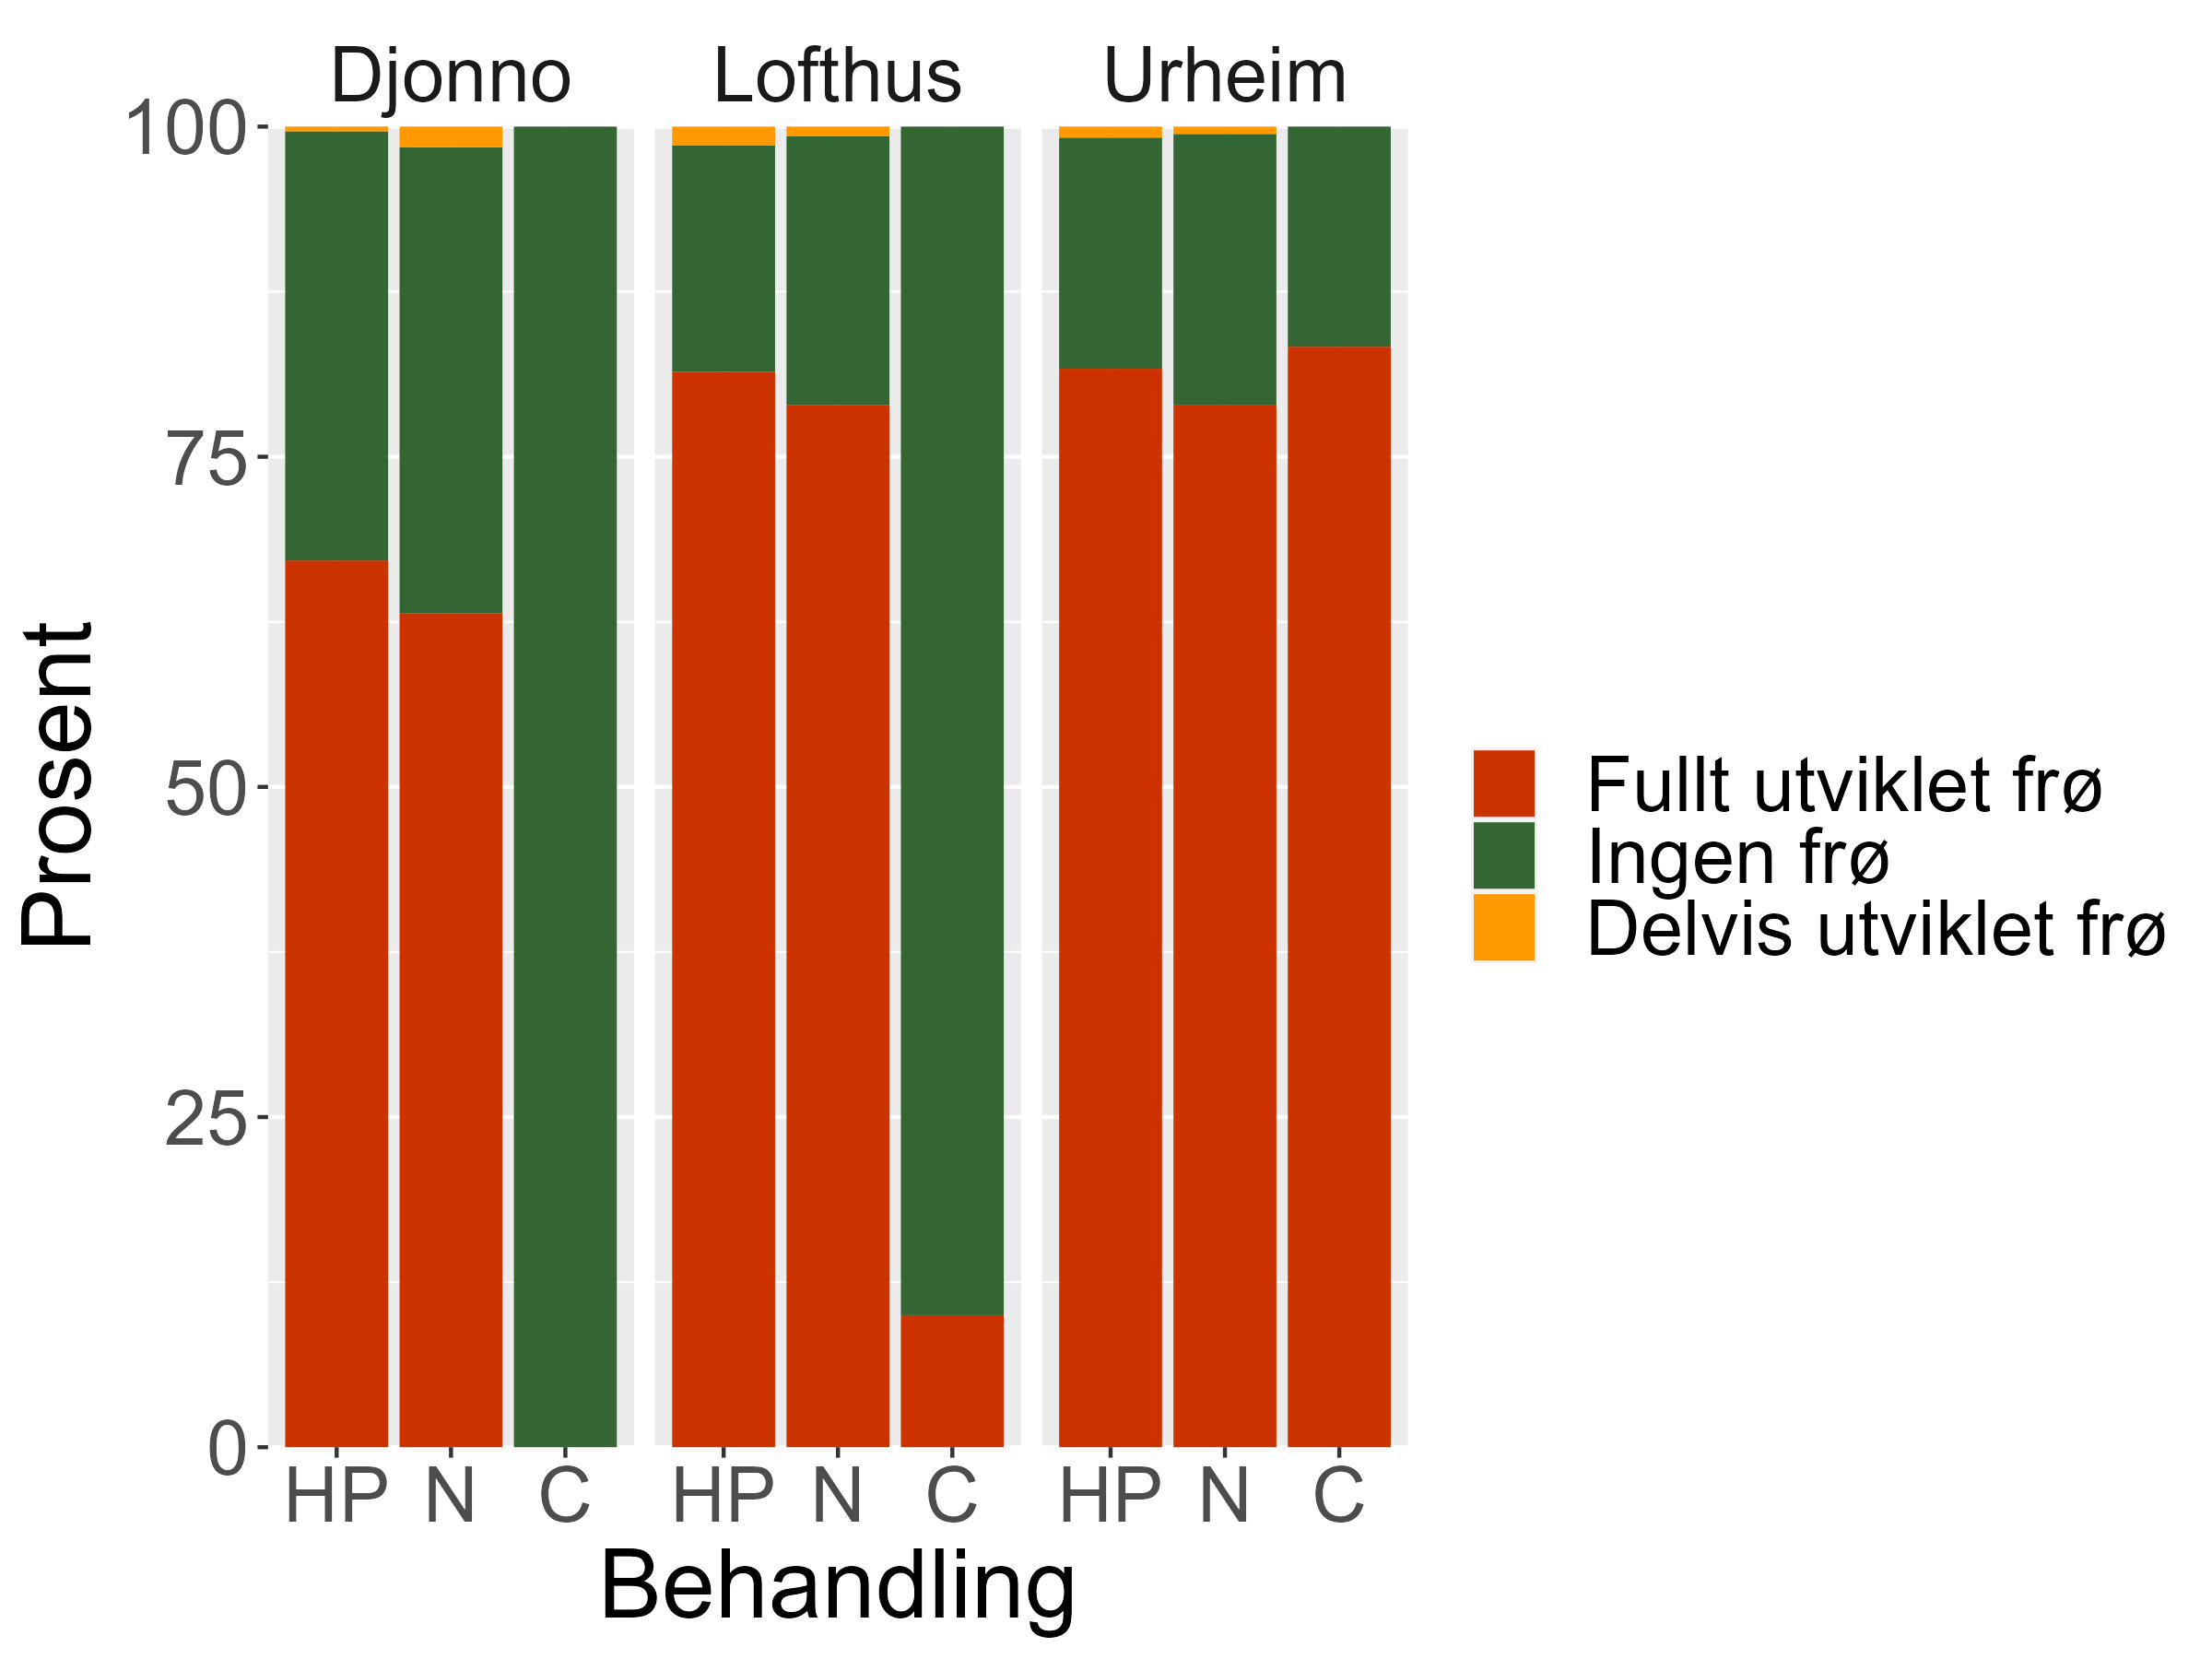 Djonno Lofthus Urheim
100
75
50
25
0
Prosent
HP N C HP N C HP N C
Behandling
Fullt utviklet frø
Ingen frø
Delvis utviklet frø